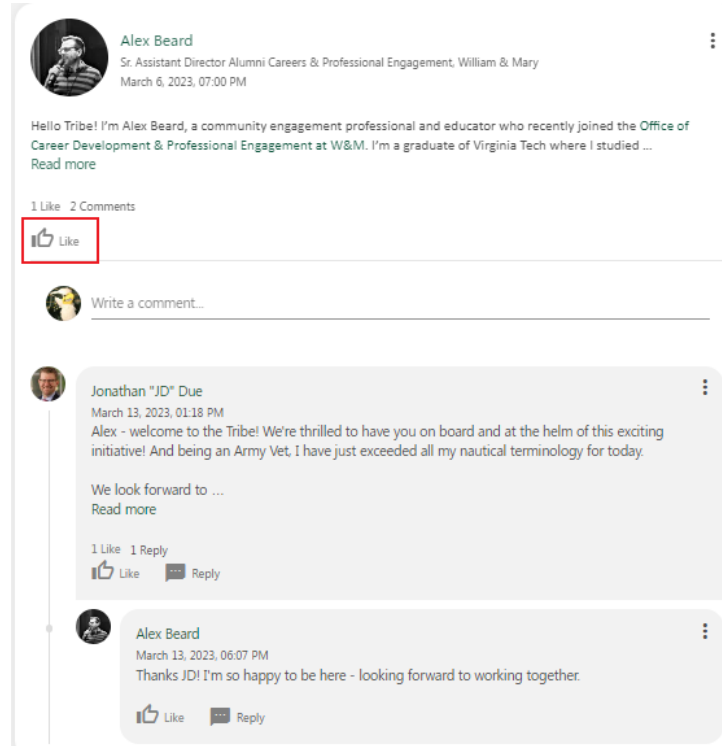 Alex Beard
Sr. Assistant Director Alumni Careers & Professional Engagement, William & Mary
March 6, 2023, 07:00 PM
Hello Tribe! I'm Alex Beard, a community engagement professional and educator who recently joined the Office of
Career Development & Professional Engagement at W&M. I'm a graduate of Virginia Tech where I studied ...
Read more
1 Like 2 Comments
Like
Write a comment...
Jonathan "JD" Due
March 13, 2023, 01:18 PM
Alex - welcome to the Tribe! We're thrilled to have you on board and at the helm of this exciting
initiative! And being an Army Vet, I have just exceeded all my nautical terminology for today.
We look forward to ...
Read more
1 Like 1 Reply
Like Reply
Alex Beard
March 13, 2023, 06:07 PM
Thanks JD! I'm so happy to be here - looking forward to working together.
Like Reply